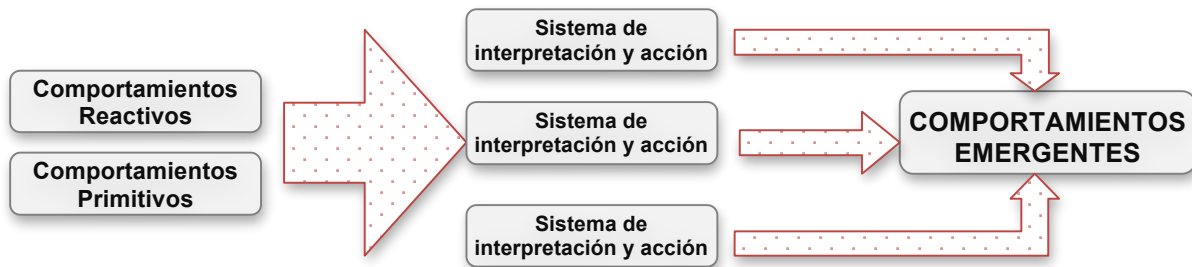 Comportamientos
Reactivos
Comportamientos
Primitivos
Sistema de
interpretación y acción
Sistema de
interpretación y acción
Sistema de
interpretación y acción
COMPORTAMIENTOS
EMERGENTES